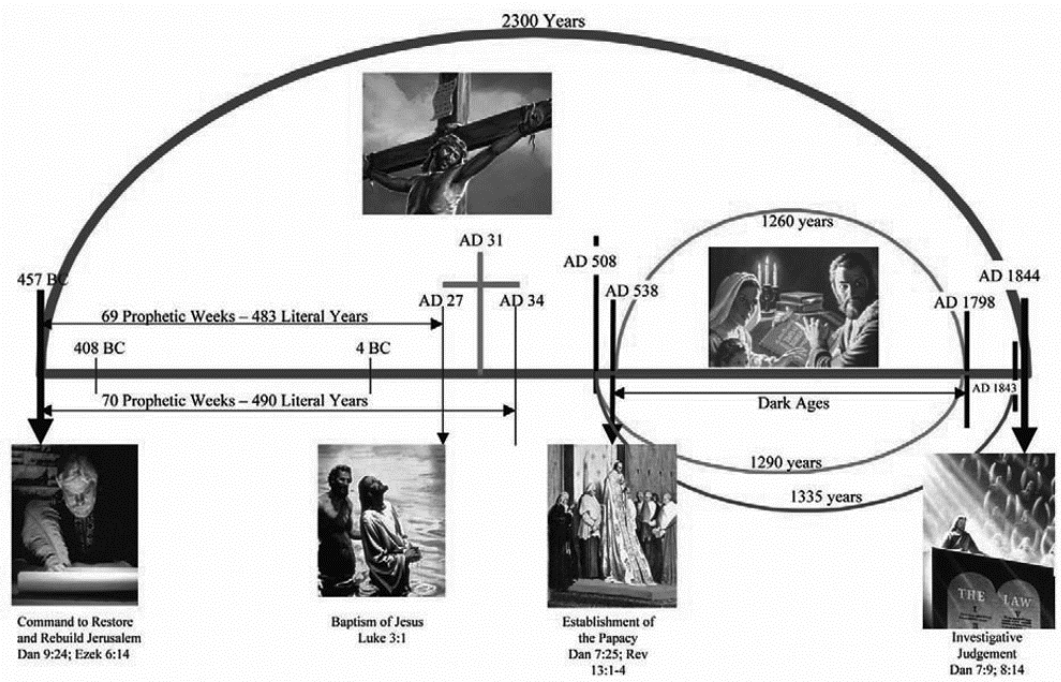 2300 Years
1260 years
AD 31
AD 508
457 BC
AD 1844
AD 27
AD 34
AD 538
AD 1798
69 Prophetic Weeks – 483 Literal Years
408 BC
4 BC
70 Prophetic Weeks – 490 Literal Years
Dark Ages
AD 1843
1290 years
1335 years
THE LAW
Command to Restore
and Rebuild Jerusalem
Dan 9:24; Ezek 6:14
Baptism of Jesus
Luke 3:1
Establishment of
the Papacy
Dan 7:25; Rev
13:1-4
Investigative
Judgement
Dan 7:9; 8:14